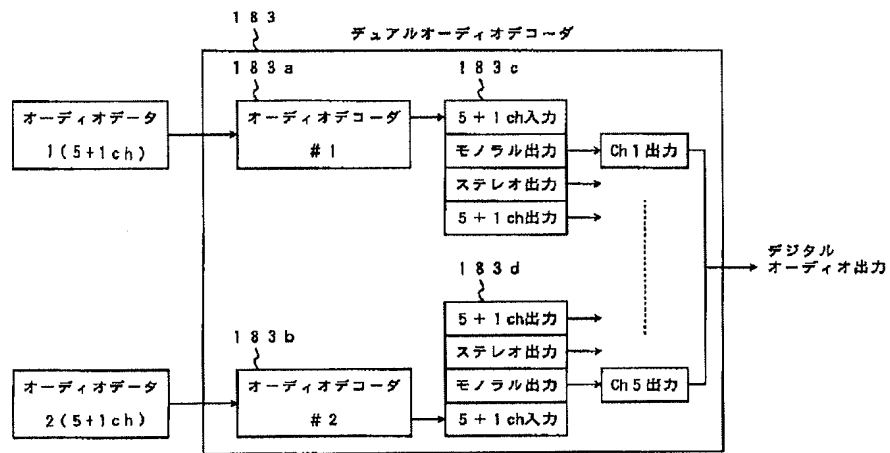 183
デュアルオーディオデコーダ
183a
183c
オーディオデータ
1(5+1ch)
オーディオデコーダ
#1
5+1ch入力
モノラル出力
ステレオ出力
5+1ch出力
Ch1出力
デジタル
オーディオ出力
183d
5+1ch出力
ステレオ出力
モノラル出力
5+1ch入力
Ch5出力
183b
オーディオデータ
2(5+1ch)
オーディオデコーダ
#2